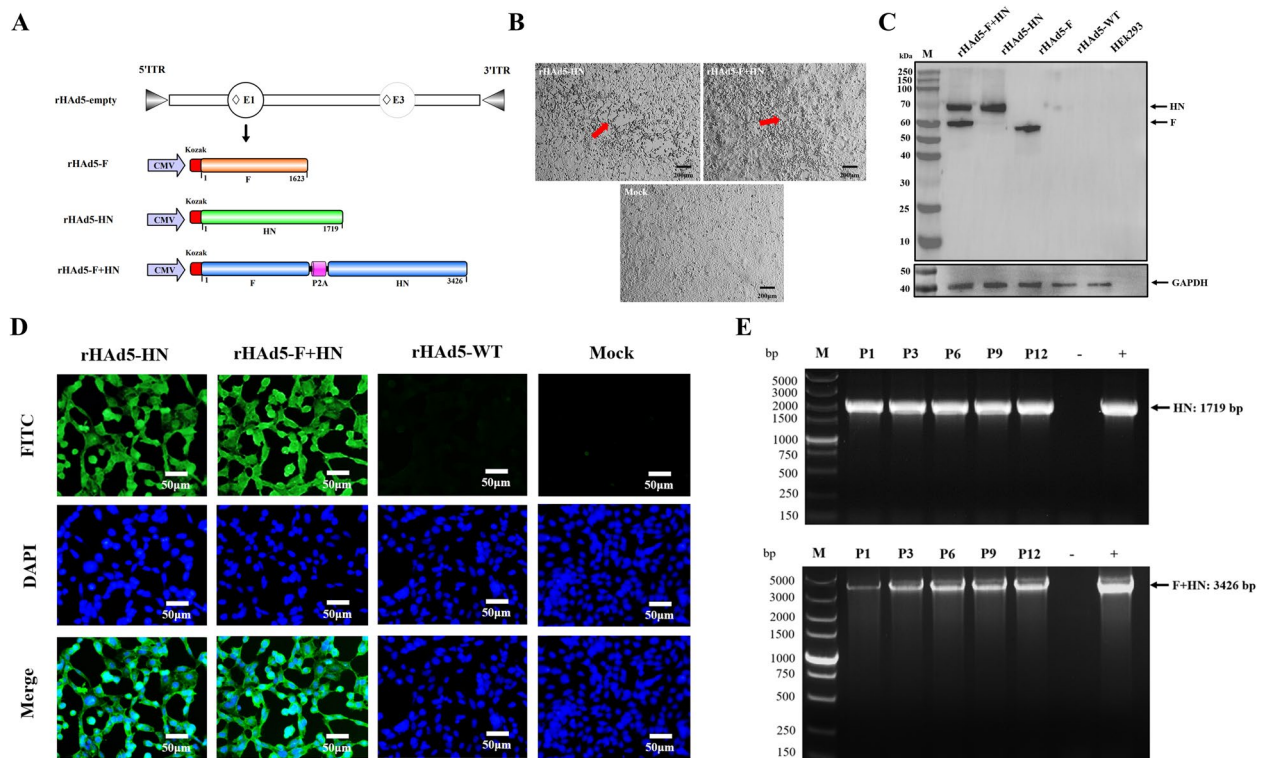 A
5'ITR
3'ITR
rHAd5-empty
E1
E3
rHAd5-F
CMV
Kozak
1
F
1623
rHAd5-HN
CMV
Kozak
1
HN
1719
rHAd5-F+HN
CMV
Kozak
1
F
P2A
HN
3426
B
rHAd5-HN
200μm
rHAd5-F+HN
200μm
Mock
200μm
C
kDa
M
rHAd5-F+HN
rHAd5-HN
rHAd5-F
rHAd5-WT
HEK293
250
150
100
70
60
50
40
30
25
10
HN
F
50
40
GAPDH
D
rHAd5-HN
rHAd5-F+HN
rHAd5-WT
Mock
FITC
50μm
50μm
50μm
50μm
DAPI
50μm
50μm
50μm
50μm
Merge
50μm
50μm
50μm
50μm
E
bp M P1 P3 P6 P9 P12 - +
5000
3000
2000
1500
1000
750
500
250
150
HN: 1719 bp
bp M P1 P3 P6 P9 P12 - +
5000
3000
2000
1500
1000
750
500
250
150
F+HN: 3426 bp